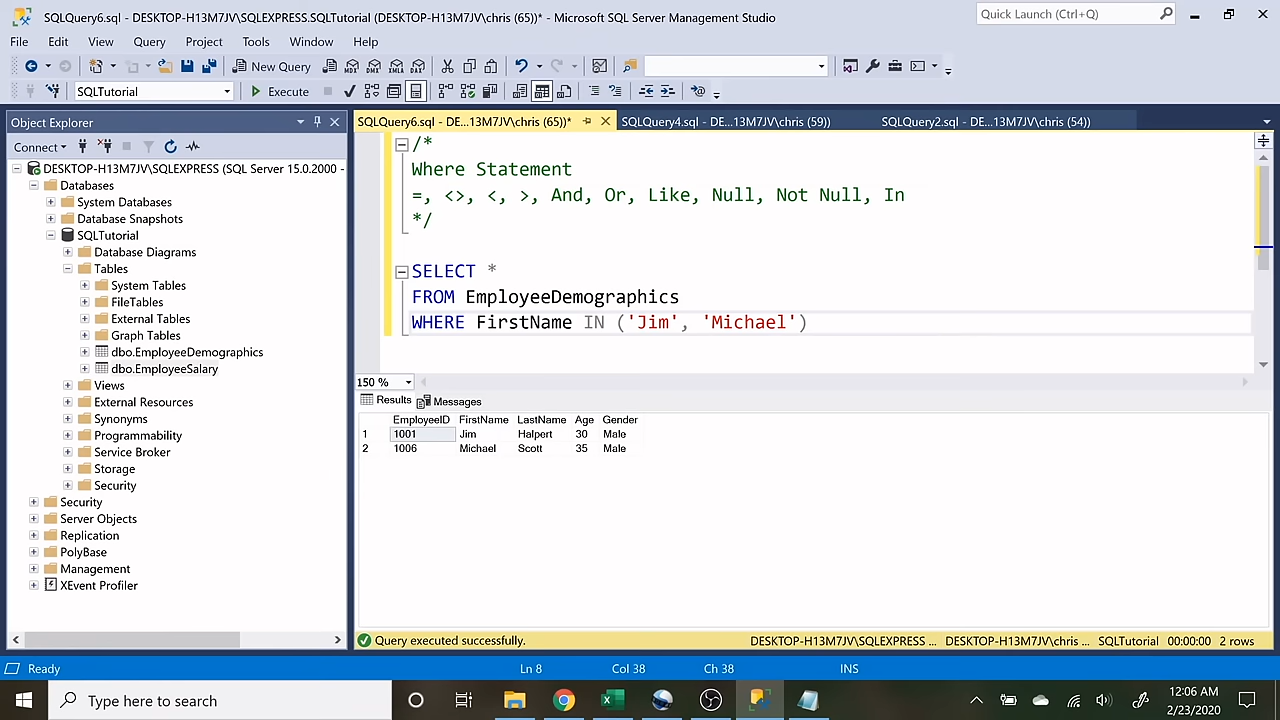 SQLQuery6.sql - DESKTOP-H13M7JV\SQLEXPRESS.SQLTutorial (DESKTOP-H13M7JV\chris (65))* - Microsoft SQL Server Management Studio
Quick Launch (Ctrl+Q)
File Edit View Query Project Tools Window Help
New Query MDX DMX XMLA DAX
SQLTutorial Execute
Object Explorer
Connect
DESKTOP-H13M7JV\SQLEXPRESS (SQL Server 15.0.2000 -
Databases
System Databases
Database Snapshots
SQLTutorial
Database Diagrams
Tables
System Tables
FileTables
External Tables
Graph Tables
dbo.EmployeeDemographics
dbo.EmployeeSalary
Views
External Resources
Synonyms
Programmability
Service Broker
Storage
Security
Security
Server Objects
Replication
PolyBase
Management
XEvent Profiler
SQLQuery6.sql - DE...13M7JV\chris (65))* SQLQuery4.sql - DE...13M7JV\chris (59)) SQLQuery2.sql - DE...13M7JV\chris (54))
/*
Where Statement
=, <>, <, >, And, Or, Like, Null, Not Null, In
*/
SELECT *
FROM EmployeeDemographics
WHERE FirstName IN ('Jim', 'Michael')
150 %
Results Messages
EmployeeID FirstName LastName Age Gender
1 1001 Jim Halpert 30 Male
2 1006 Michael Scott 35 Male
Query executed successfully. DESKTOP-H13M7JV\SQLEXPRESS ... DESKTOP-H13M7JV\chris ... SQLTutorial 00:00:00 2 rows
Ready Ln 8 Col 38 Ch 38 INS
Type here to search
12:06 AM
2/23/2020